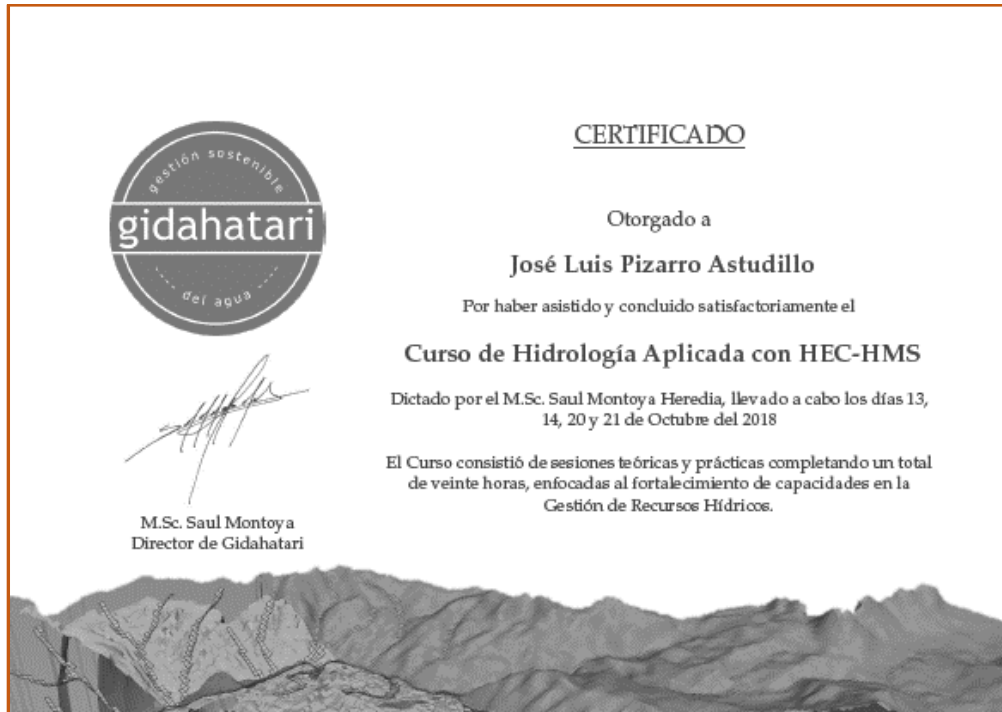 gestión sostenible
gidahatari
del agua
CERTIFICADO
Otorgado a
José Luis Pizarro Astudillo
Por haber asistido y concluido satisfactoriamente el
Curso de Hidrología Aplicada con HEC-HMS
Dictado por el M.Sc. Saul Montoya Heredia, llevado a cabo los días 13,
14, 20 y 21 de Octubre del 2018
El Curso consistió de sesiones teóricas y prácticas completando un total
de veinte horas, enfocadas al fortalecimiento de capacidades en la
Gestión de Recursos Hídricos.
M.Sc. Saul Montoya
Director de Gidahatari